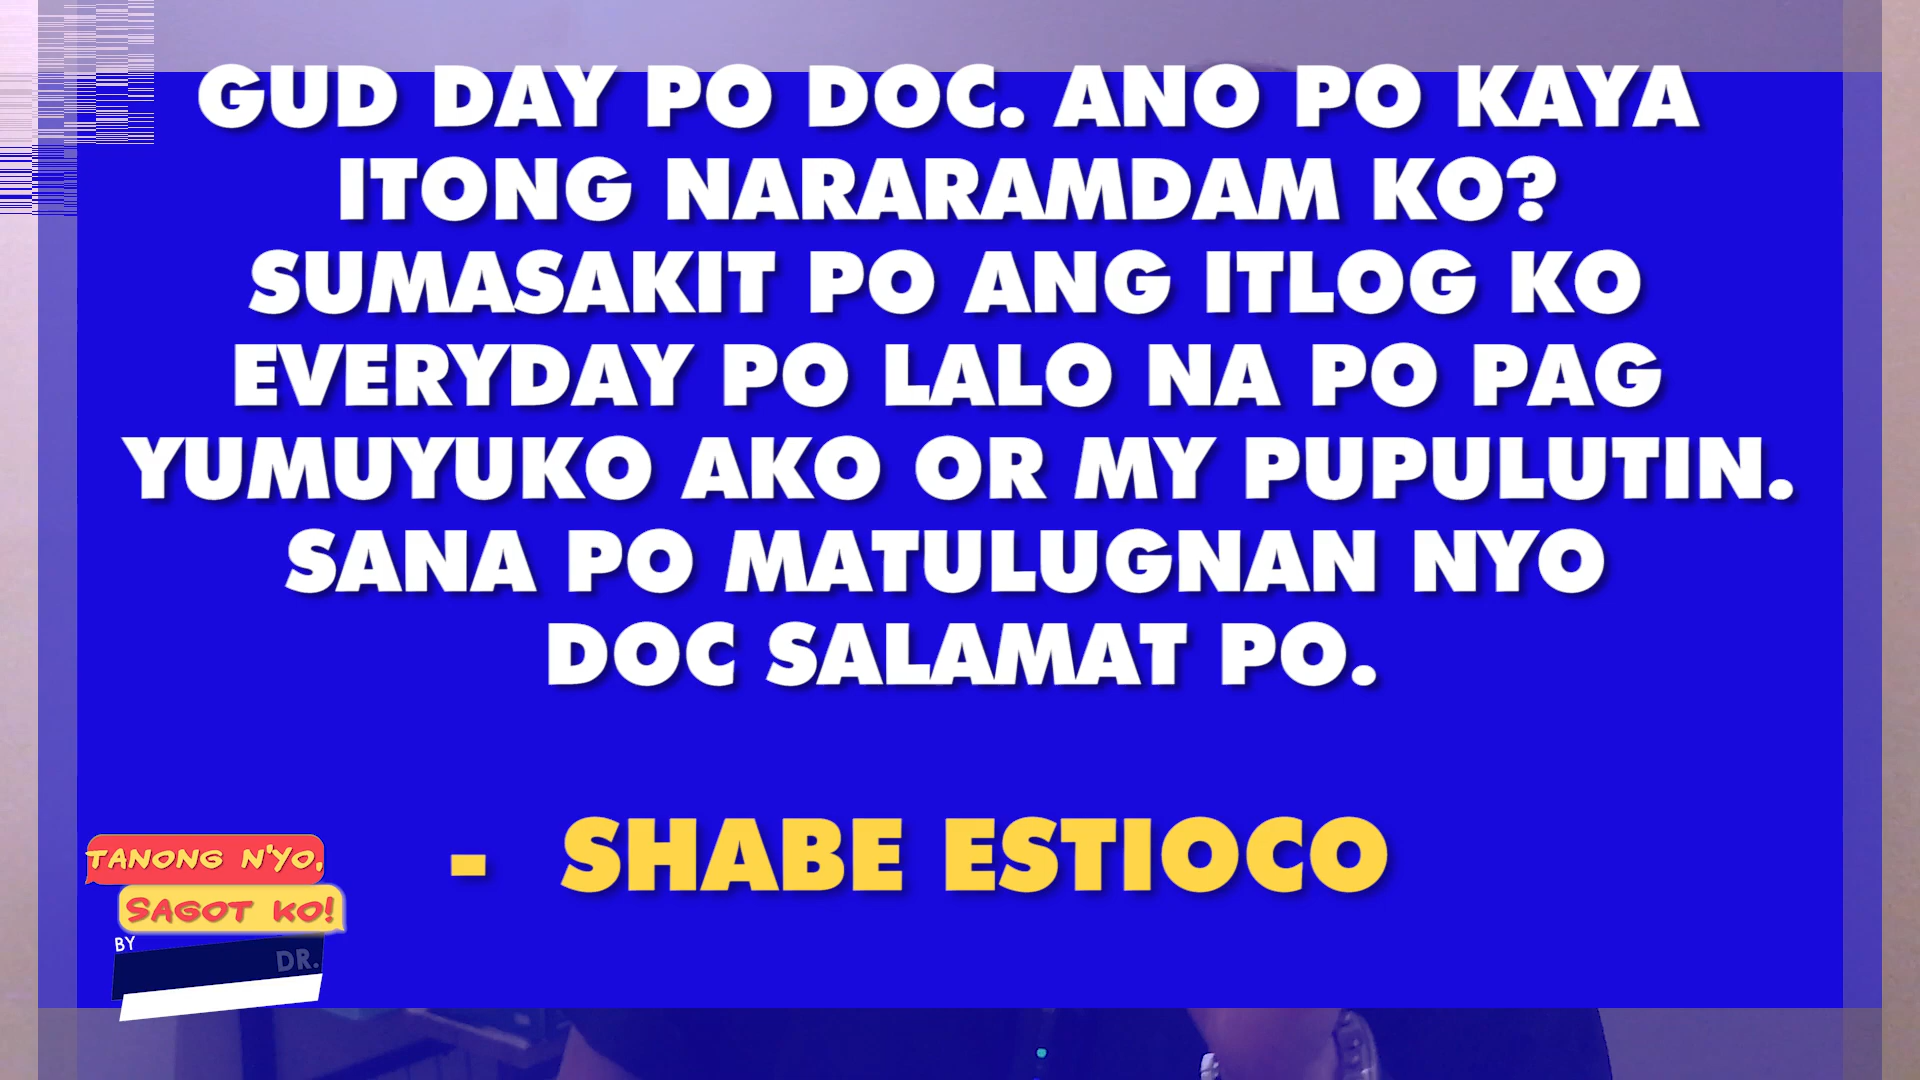 GUD DAY PO DOC. ANO PO KAYA
ITONG NARARAMDAM KO?
SUMASAKIT PO ANG ITLOG KO
EVERYDAY PO LALO NA PO PAG
YUMUYUKO AKO OR MY PUPULUTIN.
SANA PO MATULUGNAN NYO
DOC SALAMAT PO.
- SHABE ESTIOCO
TANONG N'YO,
SAGOT KO!
BY
DR.